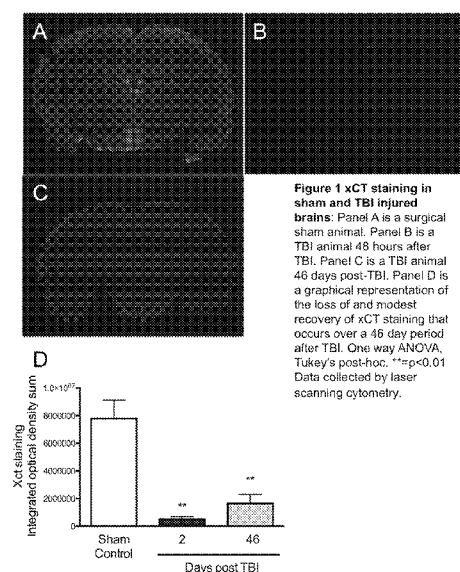 A
B
C
Figure 1 xCT staining in
sham and TBI injured
brains: Panel A is a surgical
sham animal. Panel B is a
TBI animal 48 hours after
TBI. Panel C is a TBI animal
46 days post-TBI. Panel D is
a graphical representation of
the loss of and modest
recovery of xCT staining that
occurs over a 46 day period
after TBI. One way ANOVA,
Tukey's post-hoc. **=p<0.01
Data collected by laser
scanning cytometry.
D
Xct staining
Integrated optical density sum
1.0×10⁰⁷
8000000
6000000
4000000
2000000
0
**
**
Sham
Control
2
46
Days post TBI